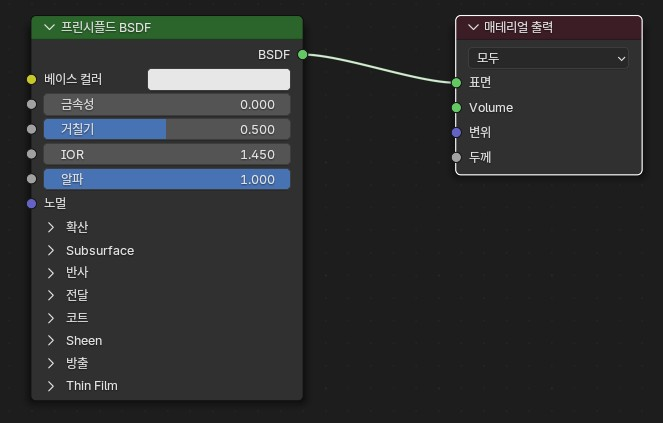 프린시플드 BSDF
BSDF
베이스 컬러
금속성 0.000
거칠기 0.500
IOR 1.450
알파 1.000
노멀
확산
Subsurface
반사
전달
코트
Sheen
방출
Thin Film
매테리얼 출력
모두
표면
Volume
변위
두께